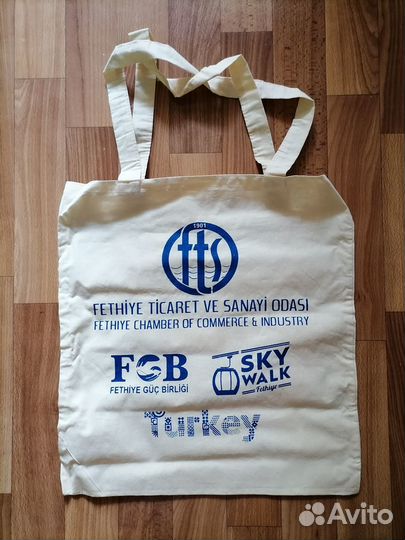 1901
fts
FETHİYE TİCARET VE SANAYİ ODASI
FETHIYE CHAMBER OF COMMERCE & INDUSTRY
FGB
FETHİYE GÜÇ BİRLİĞİ
SKY
WALK
Fethiye
Turkey
Avito